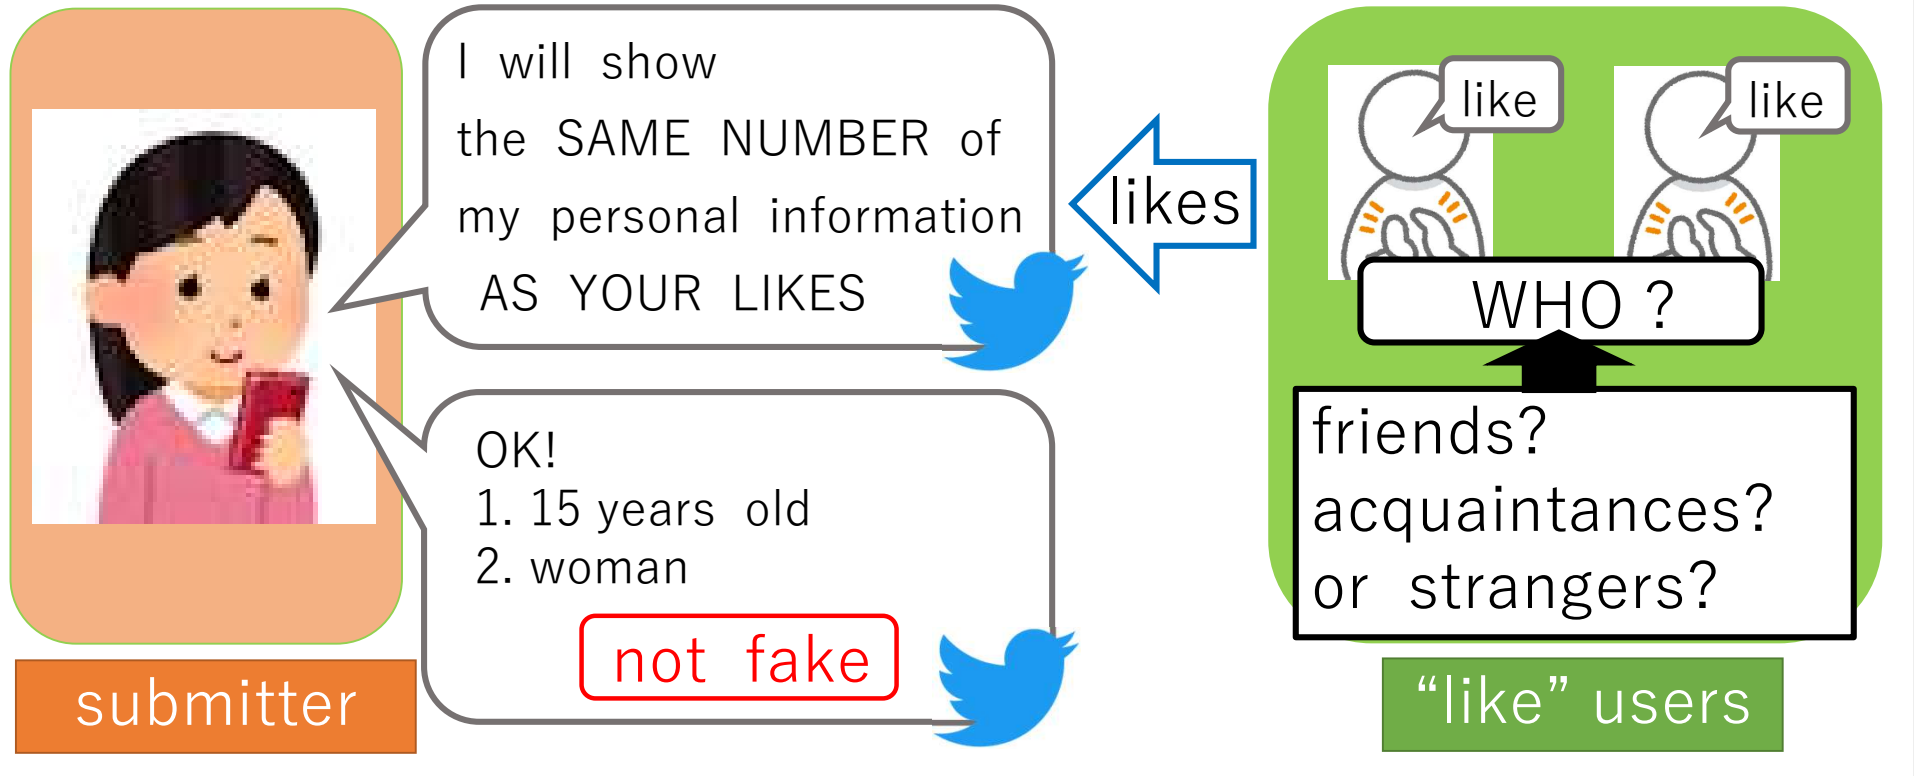 I will show
the SAME NUMBER of
my personal information
AS YOUR LIKES
likes
like
like
WHO ?
friends?
acquaintances?
or strangers?
OK!
1. 15 years old
2. woman
not fake
submitter
“like” users